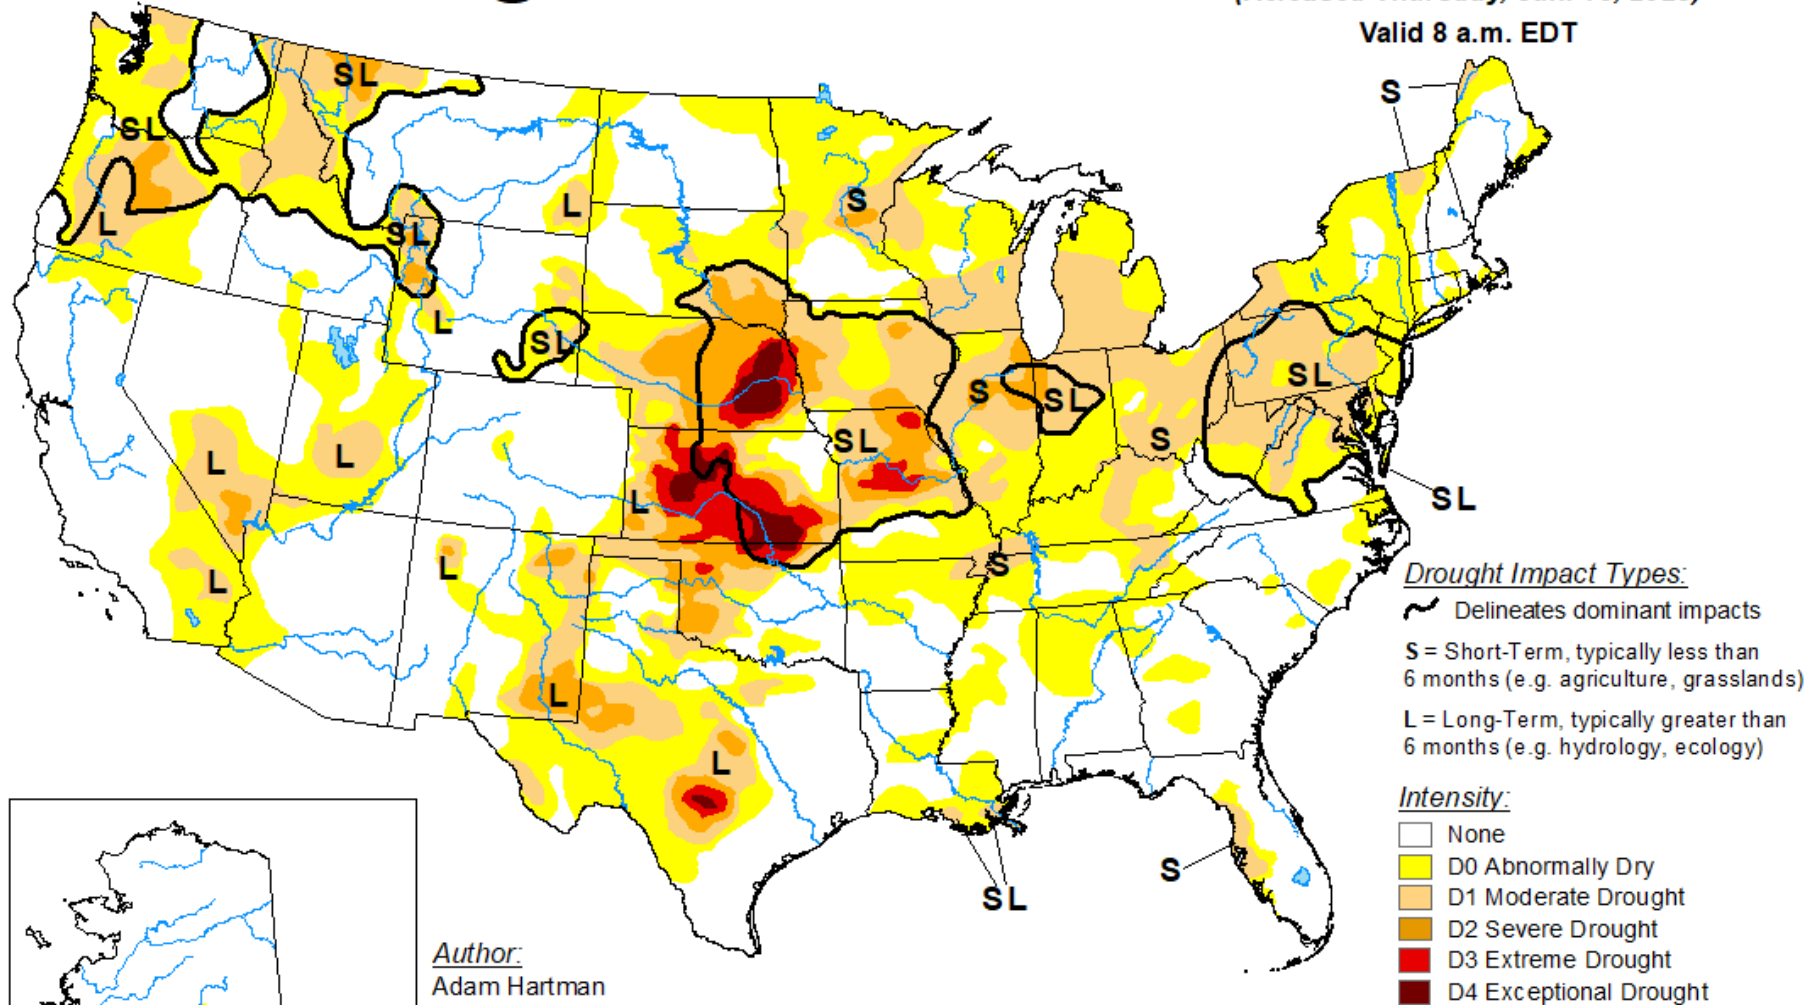 Valid 8 a.m. EDT
S
SL
SL
S
L
L
SL
L
SL
S
SL
SL
S
L
L
SL
L
SL
L
S
L
L
L
S
SL
Drought Impact Types:
Delineates dominant impacts
S = Short-Term, typically less than
6 months (e.g. agriculture, grasslands)
L = Long-Term, typically greater than
6 months (e.g. hydrology, ecology)
Intensity:
None
D0 Abnormally Dry
D1 Moderate Drought
D2 Severe Drought
D3 Extreme Drought
D4 Exceptional Drought
Author:
Adam Hartman